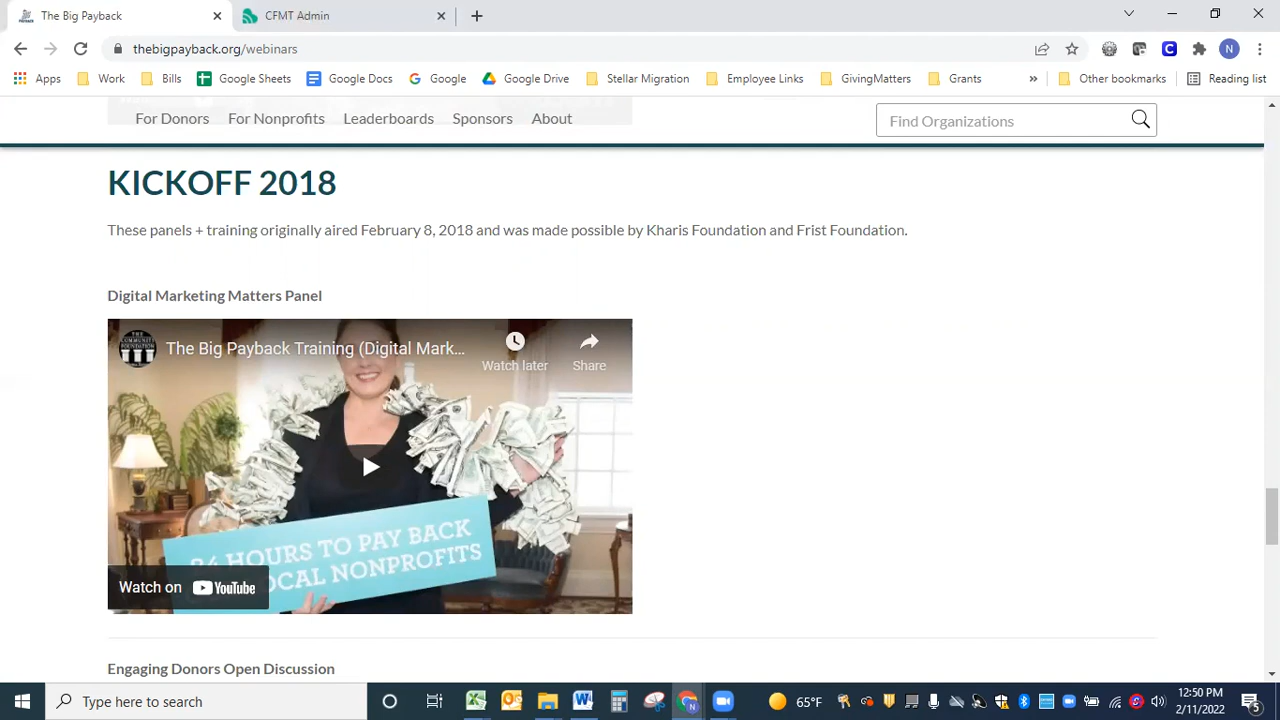 The Big Payback
CFMT Admin
thebigpayback.org/webinars
N
Apps
Work
Bills
Google Sheets
Google Docs
Google
Google Drive
Stellar Migration
Employee Links
GivingMatters
Grants
»
Other bookmarks
Reading list
For Donors
For Nonprofits
Leaderboards
Sponsors
About
Find Organizations
KICKOFF 2018
These panels + training originally aired February 8, 2018 and was made possible by Kharis Foundation and Frist Foundation.
Digital Marketing Matters Panel
The Big Payback Training (Digital Mark...
Watch later
Share
HOURS TO PAY BACK
OCAL NONPROFITS
Watch on YouTube
Engaging Donors Open Discussion
Type here to search
65°F
12:50 PM
2/11/2022
5